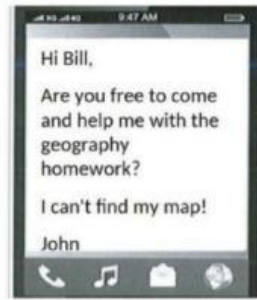 9:47 AM
Hi Bill,
Are you free to come
and help me with the
geography
homework?
I can't find my map!
John